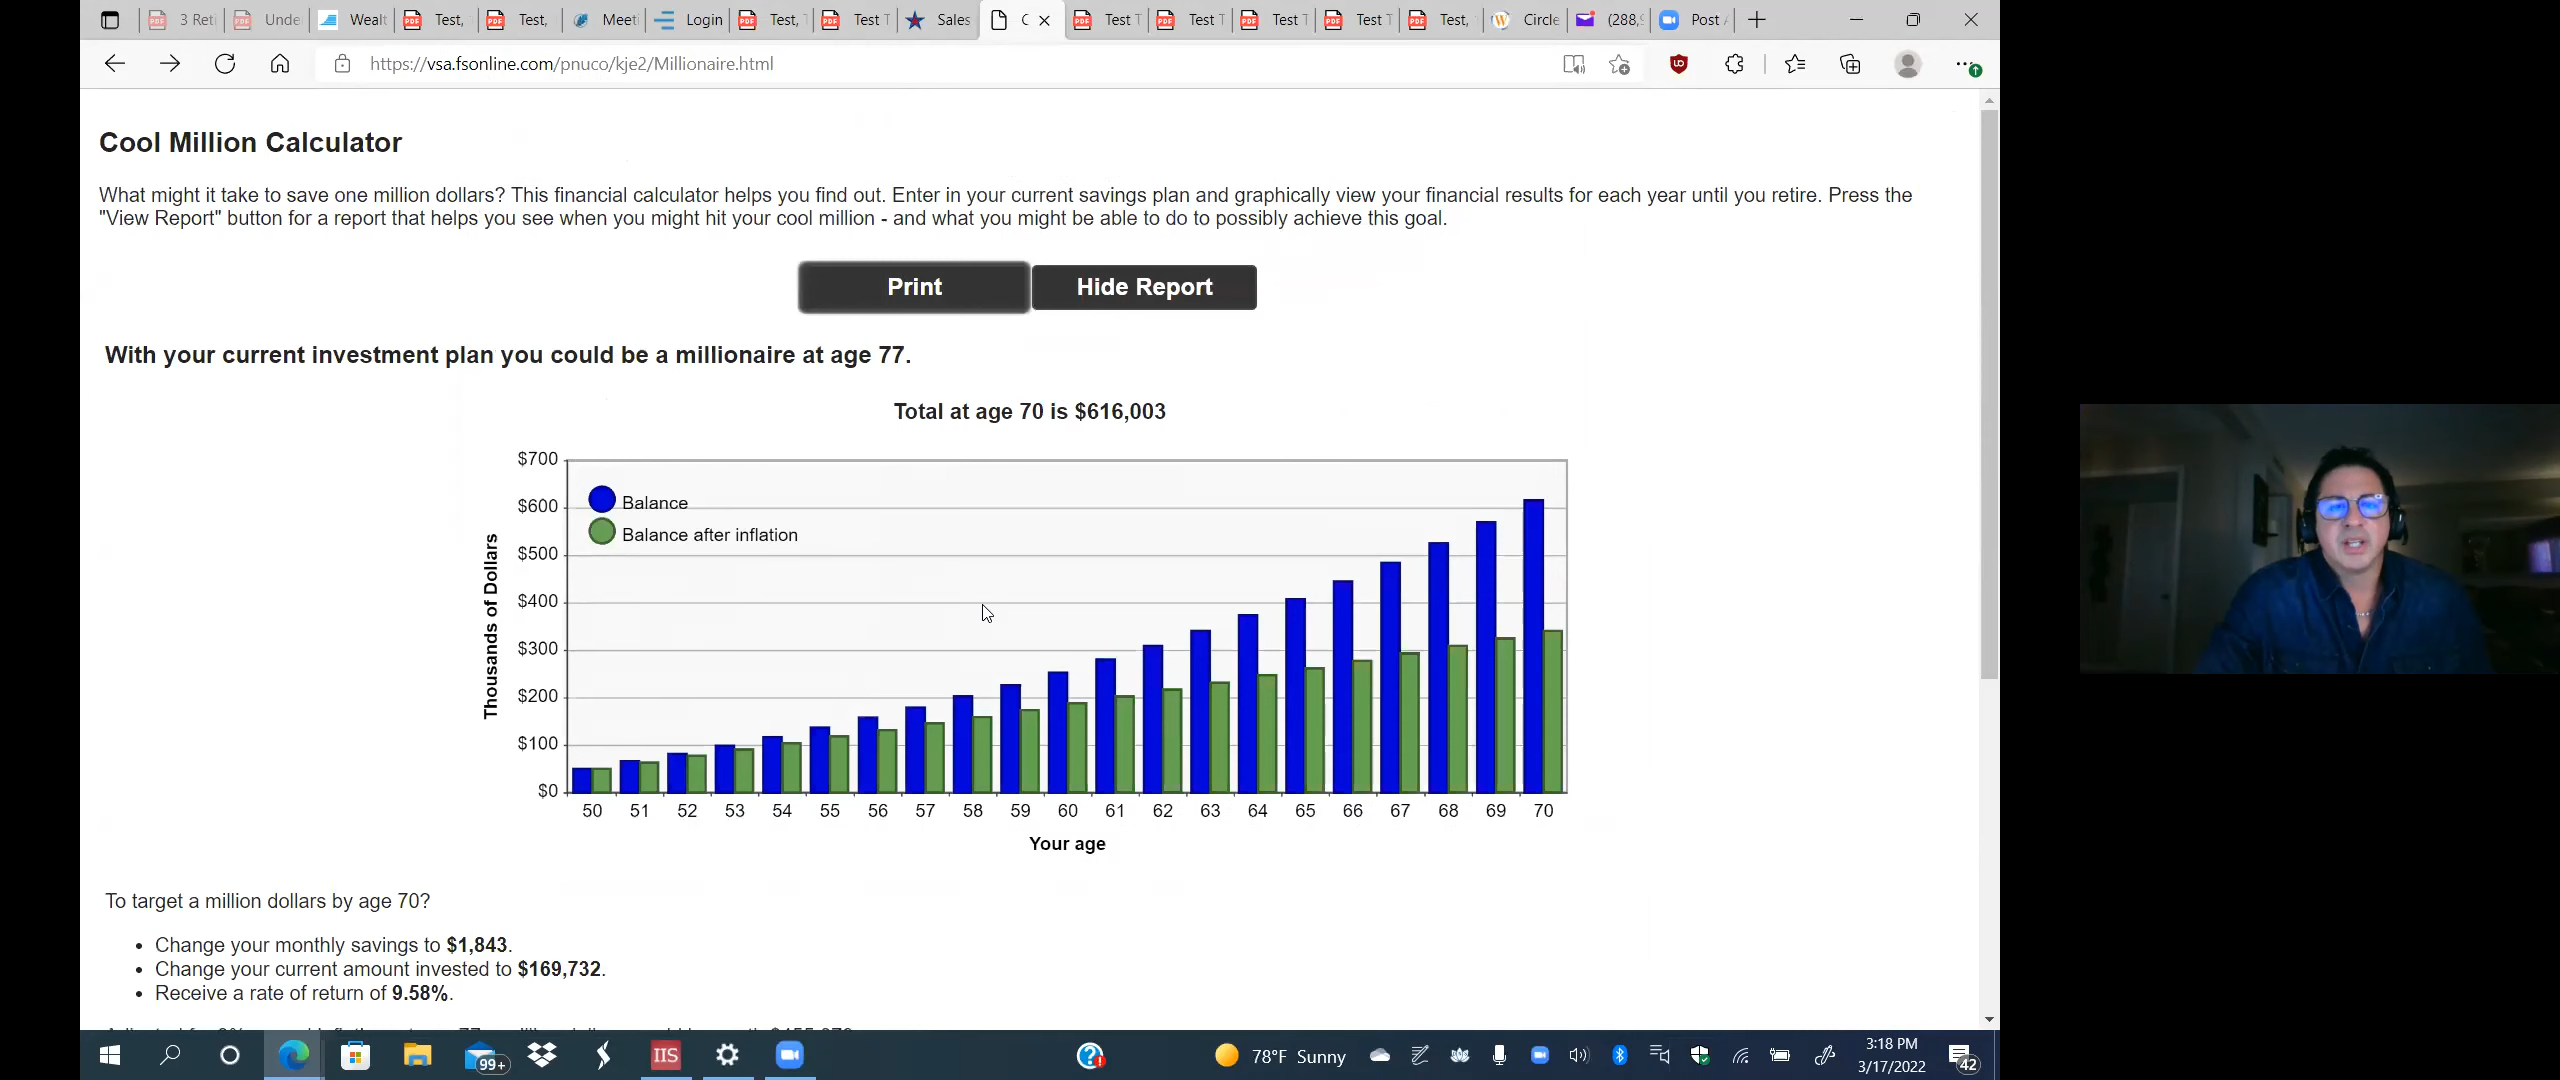 3 Reti
Unde
Wealt
Test,
Test,
Meeti
Login
Test, T
Test T
Sales
C
Test T
Test T
Test T
Test T
Test,
Circle
(288,
Post A
https://vsa.fsonline.com/pnuco/kje2/Millionaire.html
Cool Million Calculator
What might it take to save one million dollars? This financial calculator helps you find out. Enter in your current savings plan and graphically view your financial results for each year until you retire. Press the
"View Report" button for a report that helps you see when you might hit your cool million - and what you might be able to do to possibly achieve this goal.
Print
Hide Report
With your current investment plan you could be a millionaire at age 77.
Total at age 70 is $616,003
$700
$600
$500
$400
$300
$200
$100
$0
Thousands of Dollars
Balance
Balance after inflation
50 51 52 53 54 55 56 57 58 59 60 61 62 63 64 65 66 67 68 69 70
Your age
To target a million dollars by age 70?
• Change your monthly savings to $1,843.
• Change your current amount invested to $169,732.
• Receive a rate of return of 9.58%.
99+
IIS
78°F Sunny
3:18 PM
3/17/2022
42